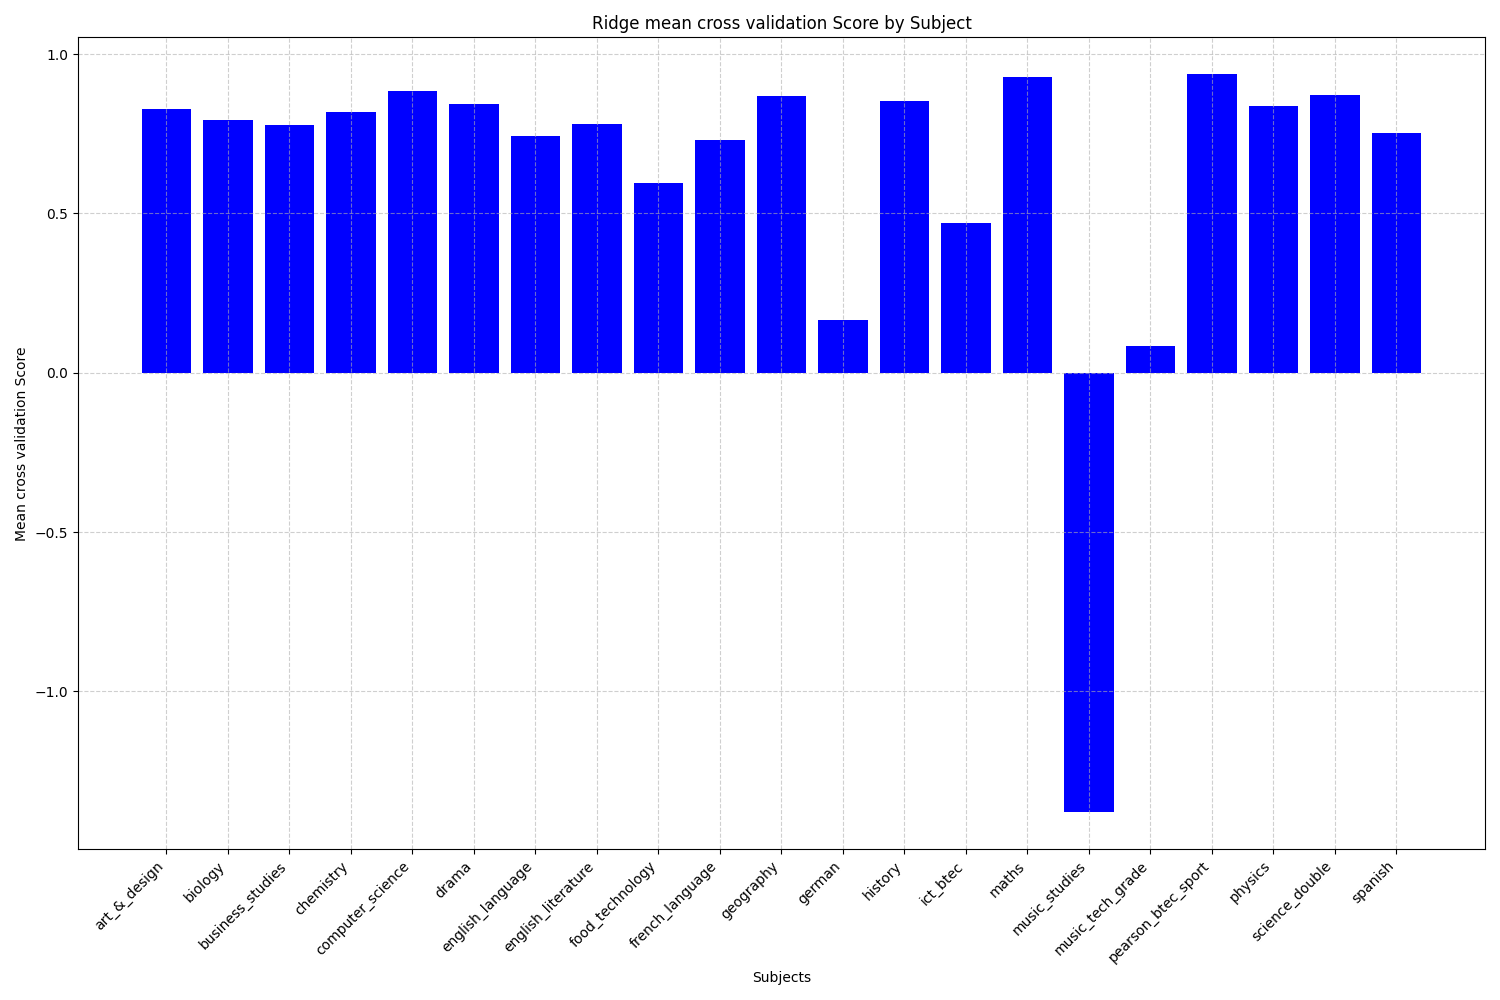 Ridge mean cross validation Score by Subject
Mean cross validation Score
1.0
0.5
0.0
−0.5
−1.0
art_&_design
biology
business_studies
chemistry
computer_science
drama
english_language
english_literature
food_technology
french_language
geography
german
history
ict_btec
maths
music_studies
music_tech_grade
pearson_btec_sport
physics
science_double
spanish
Subjects